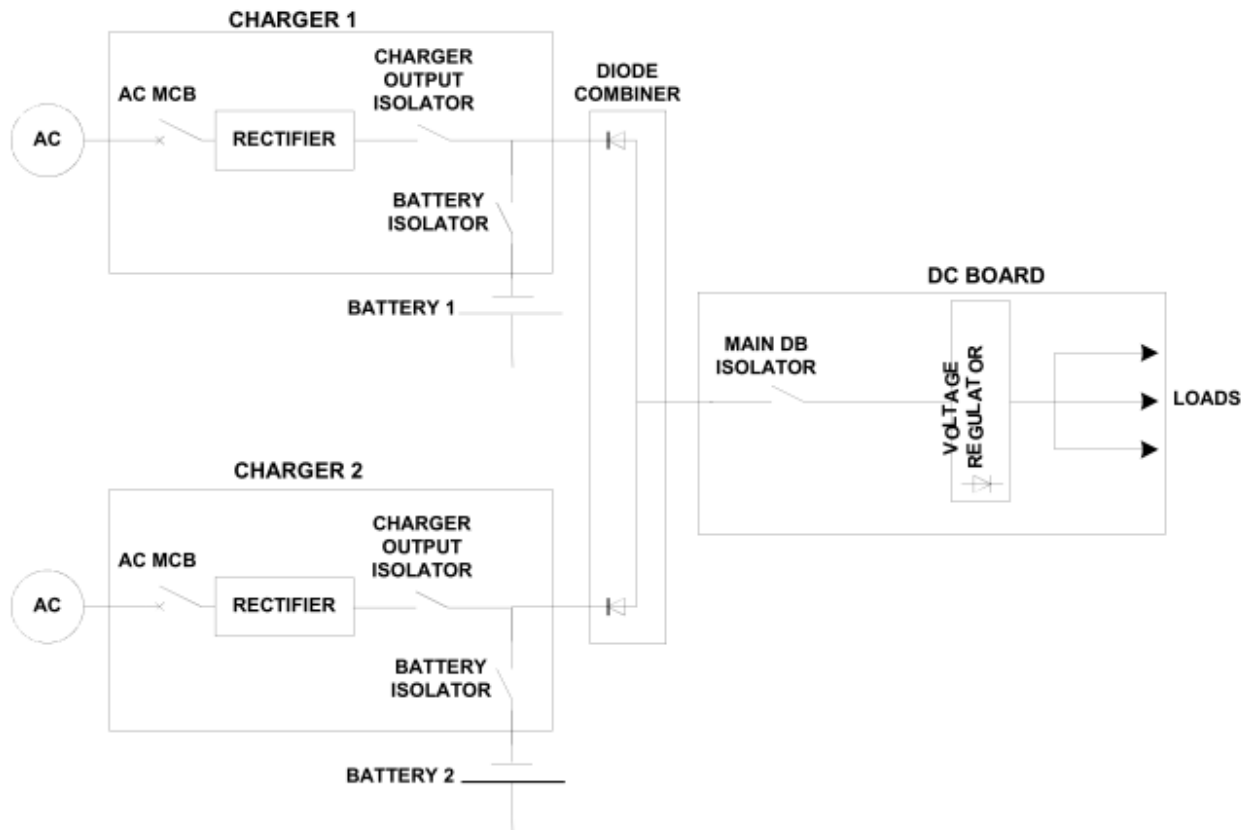 CHARGER 1
CHARGER
OUTPUT
ISOLATOR
DIODE
COMBINER
AC MCB
AC
RECTIFIER
BATTERY
ISOLATOR
BATTERY 1
DC BOARD
MAIN DB
ISOLATOR
VOLTAGE
REGULATOR
LOADS
CHARGER 2
CHARGER
OUTPUT
ISOLATOR
AC MCB
AC
RECTIFIER
BATTERY
ISOLATOR
BATTERY 2